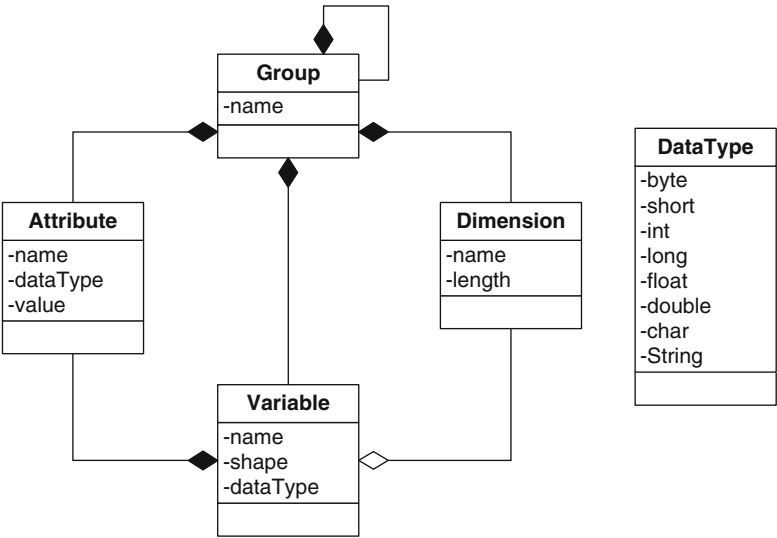 Group
-name
Attribute
-name
-dataType
-value
Dimension
-name
-length
Variable
-name
-shape
-dataType
DataType
-byte
-short
-int
-long
-float
-double
-char
-String